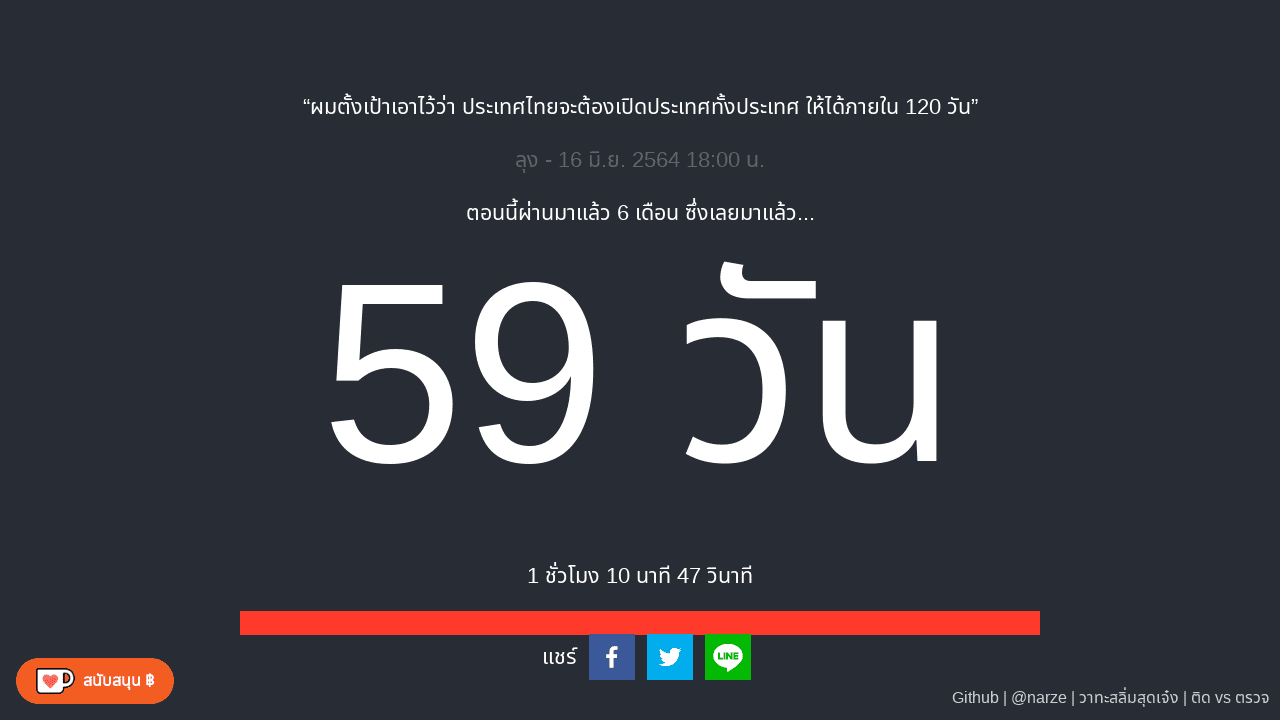 “ผมตั้งเป้าเอาไว้ว่า ประเทศไทยจะต้องเปิดประเทศทั้งประเทศ ให้ได้ภายใน 120 วัน”
ลุง - 16 มิ.ย. 2564 18:00 น.
ตอนนี้ผ่านมาแล้ว 6 เดือน ซึ่งเลยมาแล้ว...
59 วัน
1 ชั่วโมง 10 นาที 47 วินาที
แชร์
LINE
สนับสนุน ฿
Github | @narze | วาทะสลิ่มสุดเจ๋ง | ติด vs ตรวจ